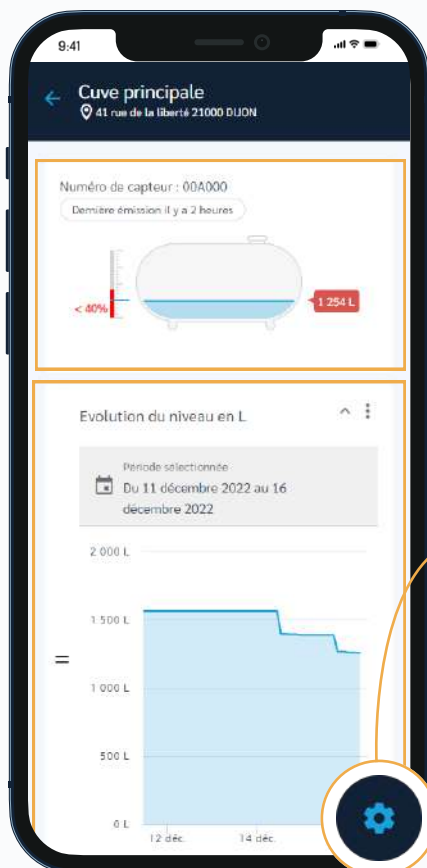 9:41
Cuve principale
41 rue de la liberté 21000 DIJON
Numéro de capteur : 00A000
Dernière émission il y a 2 heures
< 40%
1 254 L
Evolution du niveau en L
Période sélectionnée
Du 11 décembre 2022 au 16
décembre 2022
2 000 L
1 500 L
1 000 L
500 L
0 L
12 déc.
14 déc.